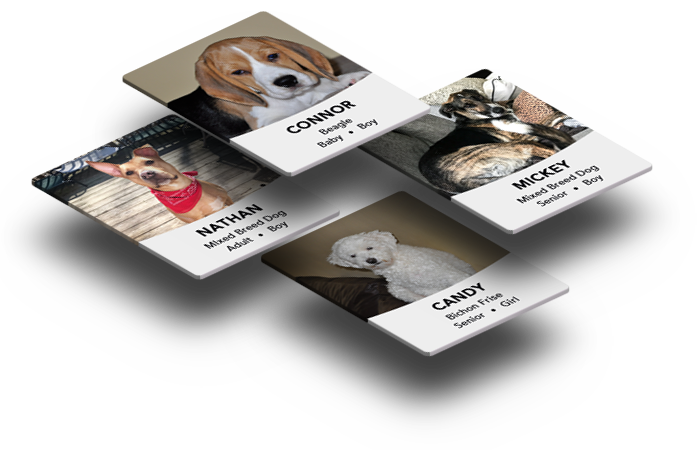 CONNOR
Beagle
Baby • Boy
MICKEY
Mixed Breed Dog
Senior • Boy
NATHAN
Mixed Breed Dog
Adult • Boy
CANDY
Bichon Frise
Senior • Girl